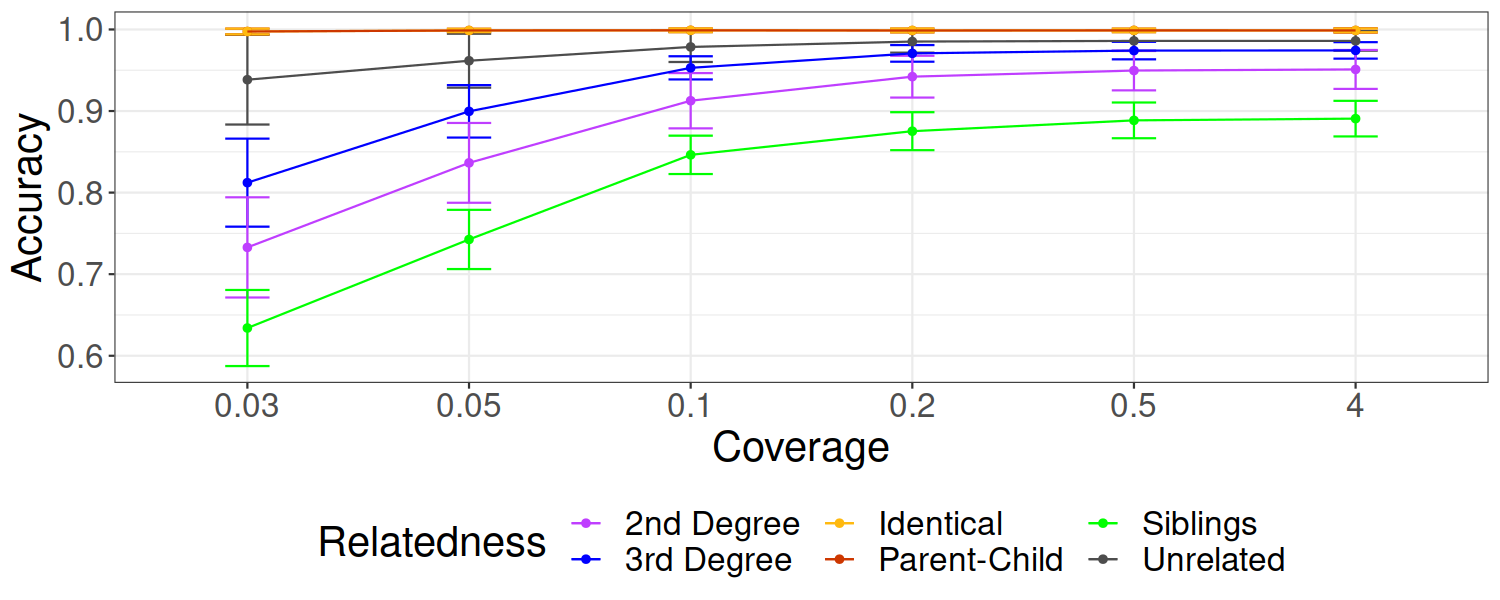 Accuracy
1.0
0.9
0.8
0.7
0.6
0.03 0.05 0.1 0.2 0.5 4
Coverage
Relatedness
2nd Degree Identical Siblings
3rd Degree Parent-Child Unrelated